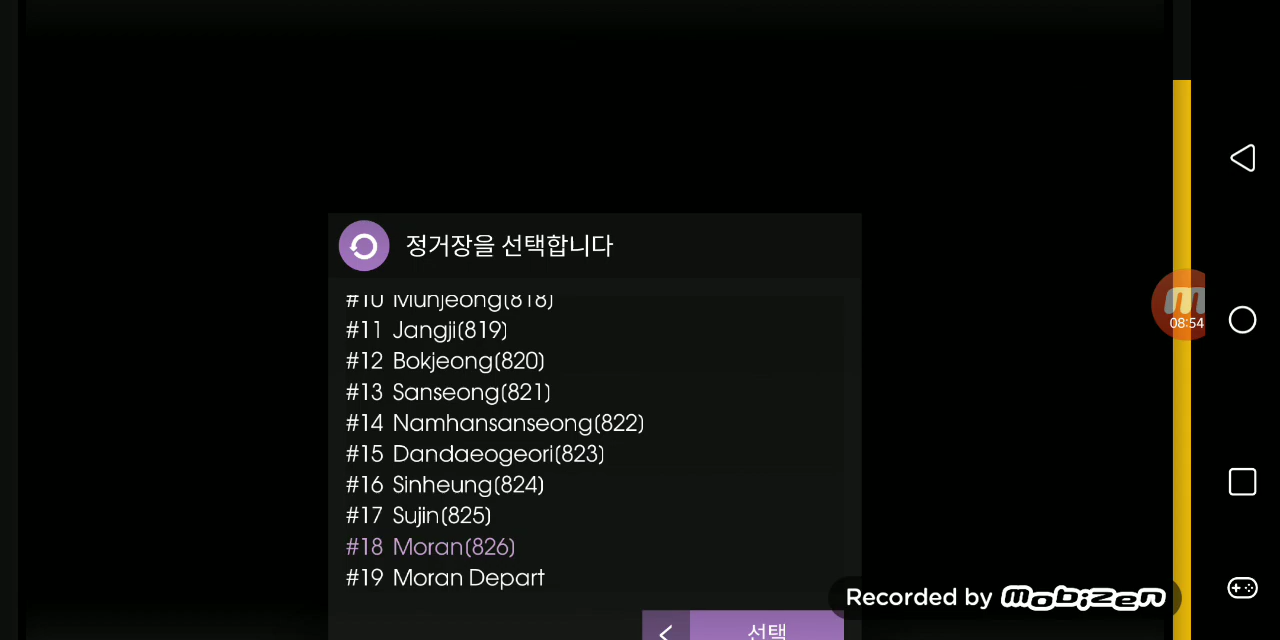 정거장을 선택합니다
#10 Munjeong(818)
#11 Jangji(819)
#12 Bokjeong(820)
#13 Sanseong(821)
#14 Namhansanseong(822)
#15 Dandaeogeori(823)
#16 Sinheung(824)
#17 Sujin(825)
#18 Moran(826)
#19 Moran Depart
선택
08:54
Recorded by mobizen